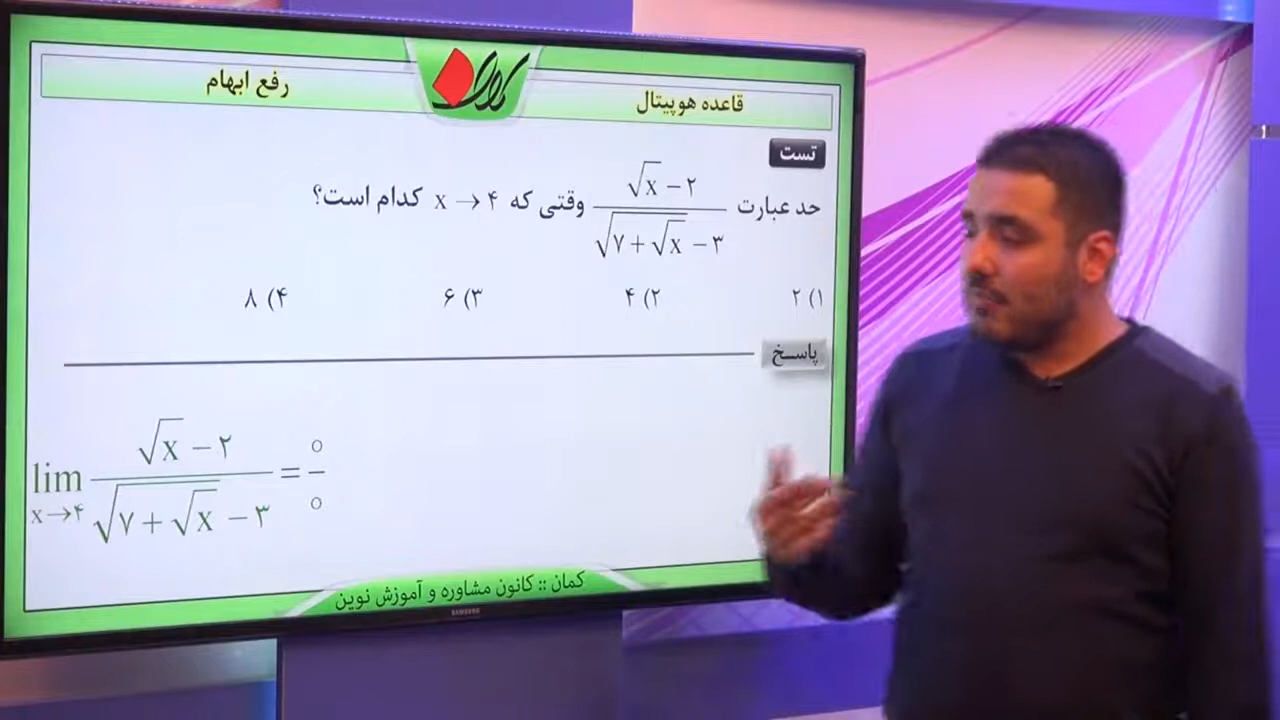 قاعده هوپیتال
رفع ابهام
تست
حد عبارت (√x − ۲)/(√(۷ + √x) − ۳) وقتی که x → ۴ کدام است؟
۱) ۲   ۲) ۴   ۳) ۶   ۴) ۸
پاسخ
lim x→۴ (√x − ۲)/(√(۷ + √x) − ۳) = ۰/۰
کمان :: کانون مشاوره و آموزش نوین
SAMSUNG